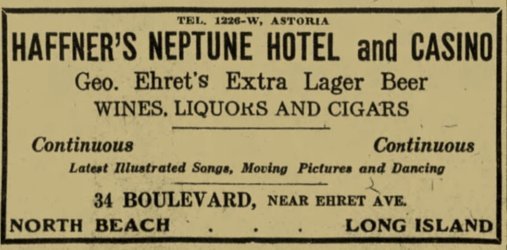 TEL. 1226-W, ASTORIA
HAFFNER'S NEPTUNE HOTEL and CASINO
Geo. Ehret's Extra Lager Beer
WINES, LIQUORS AND CIGARS
Continuous Continuous
Latest Illustrated Songs, Moving Pictures and Dancing
34 BOULEVARD, NEAR EHRET AVE.
NORTH BEACH . . . LONG ISLAND